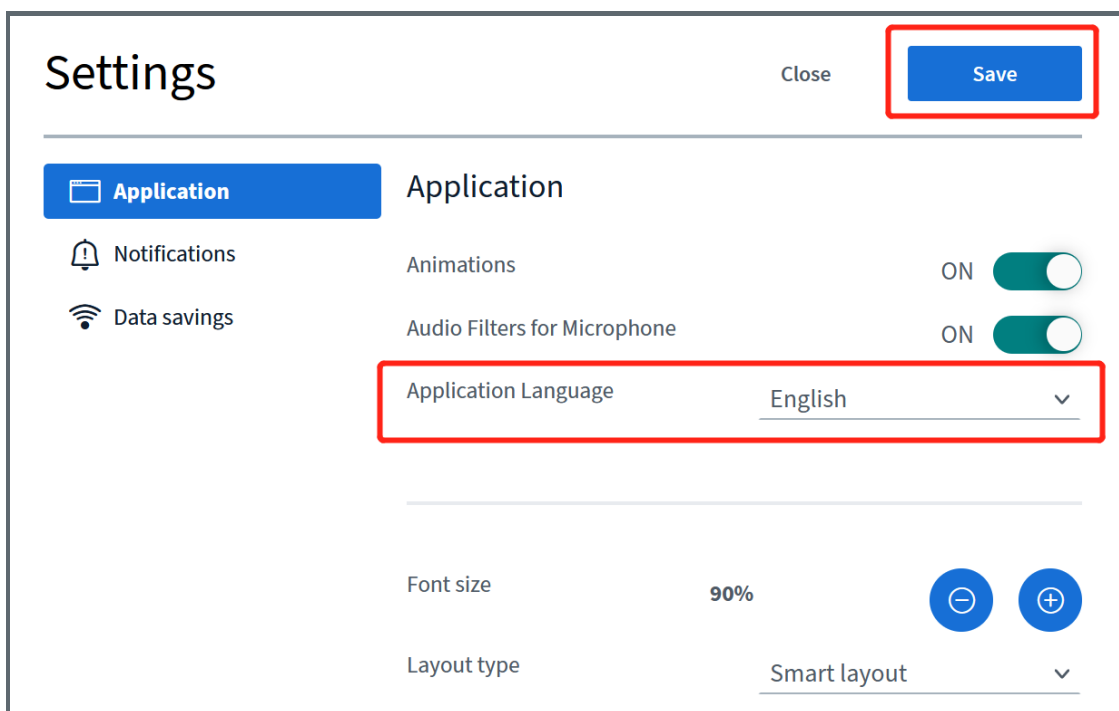 Settings
Close
Save
Application
Notifications
Data savings
Application
Animations
ON
Audio Filters for Microphone
ON
Application Language
English
Font size
90%
Layout type
Smart layout